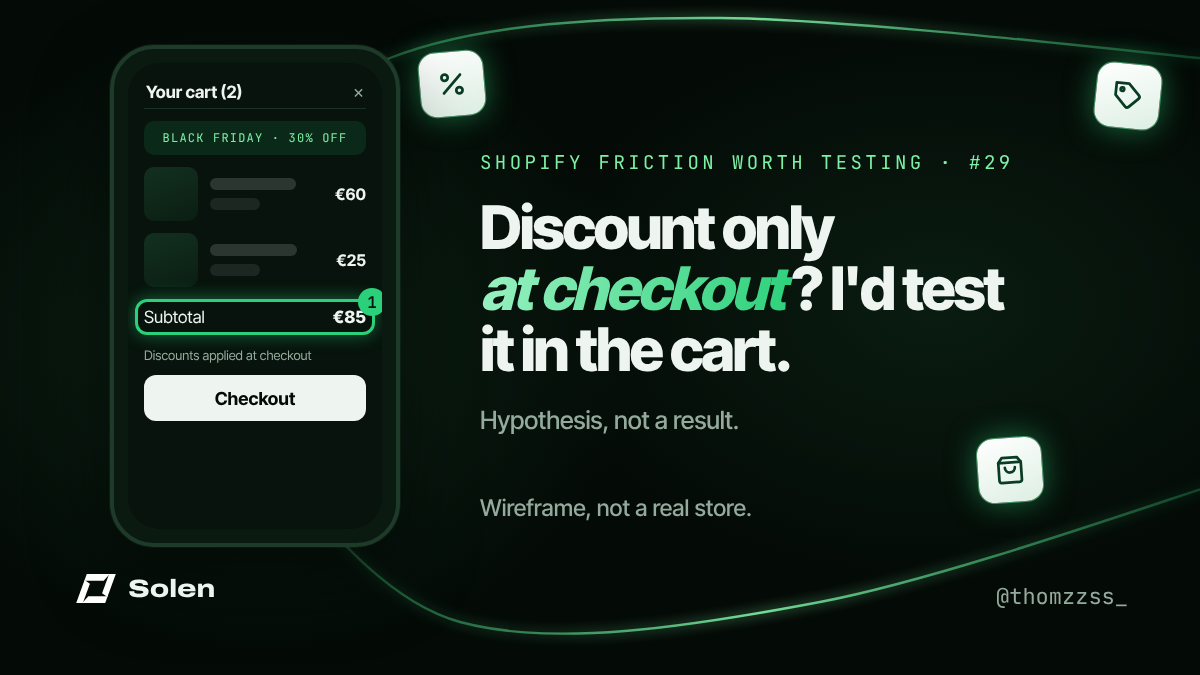 Your cart (2) ×
BLACK FRIDAY · 30% OFF
€60
€25
1
Subtotal €85
Discounts applied at checkout
Checkout
SHOPIFY FRICTION WORTH TESTING · #29
Discount only
at checkout? I'd test
it in the cart.
Hypothesis, not a result.
Wireframe, not a real store.
Solen
@thomzzss_